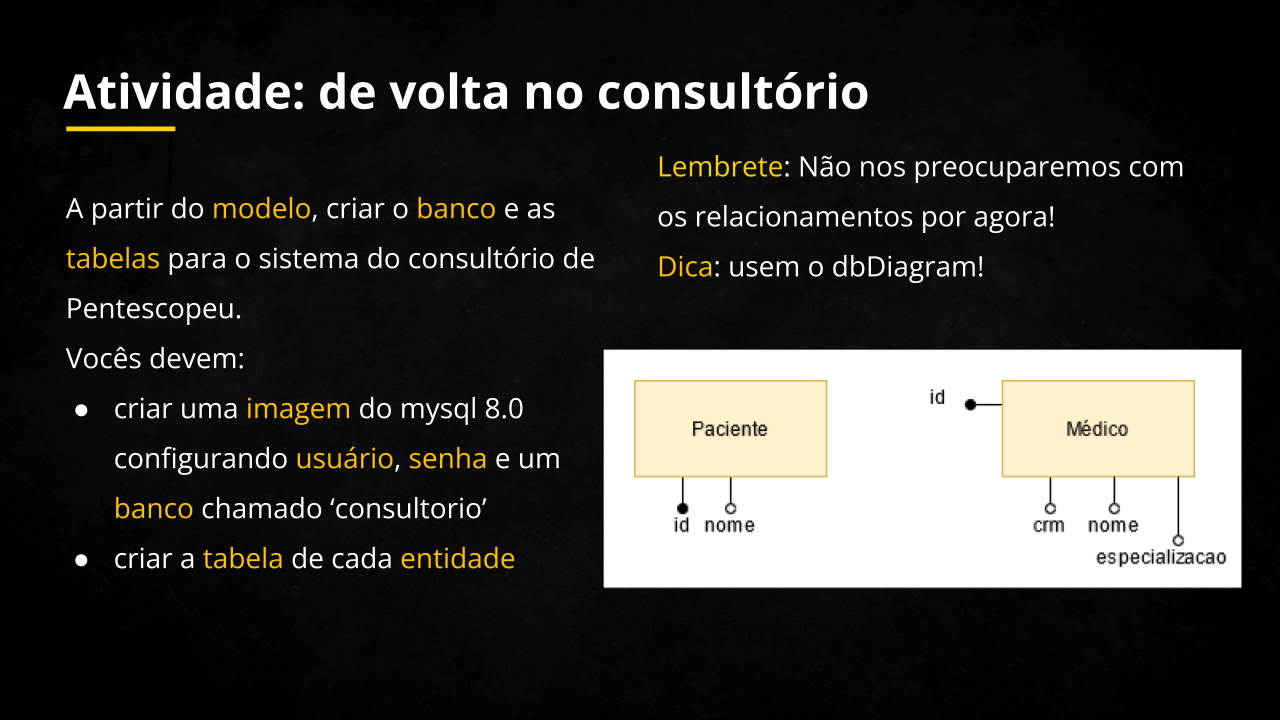 Atividade: de volta no consultório
A partir do modelo, criar o banco e as
tabelas para o sistema do consultório de
Pentescopeu.
Vocês devem:
● criar uma imagem do mysql 8.0
configurando usuário, senha e um
banco chamado ‘consultorio’
● criar a tabela de cada entidade
Lembrete: Não nos preocuparemos com
os relacionamentos por agora!
Dica: usem o dbDiagram!
Paciente
id nome
id
Médico
crm nome
especializacao